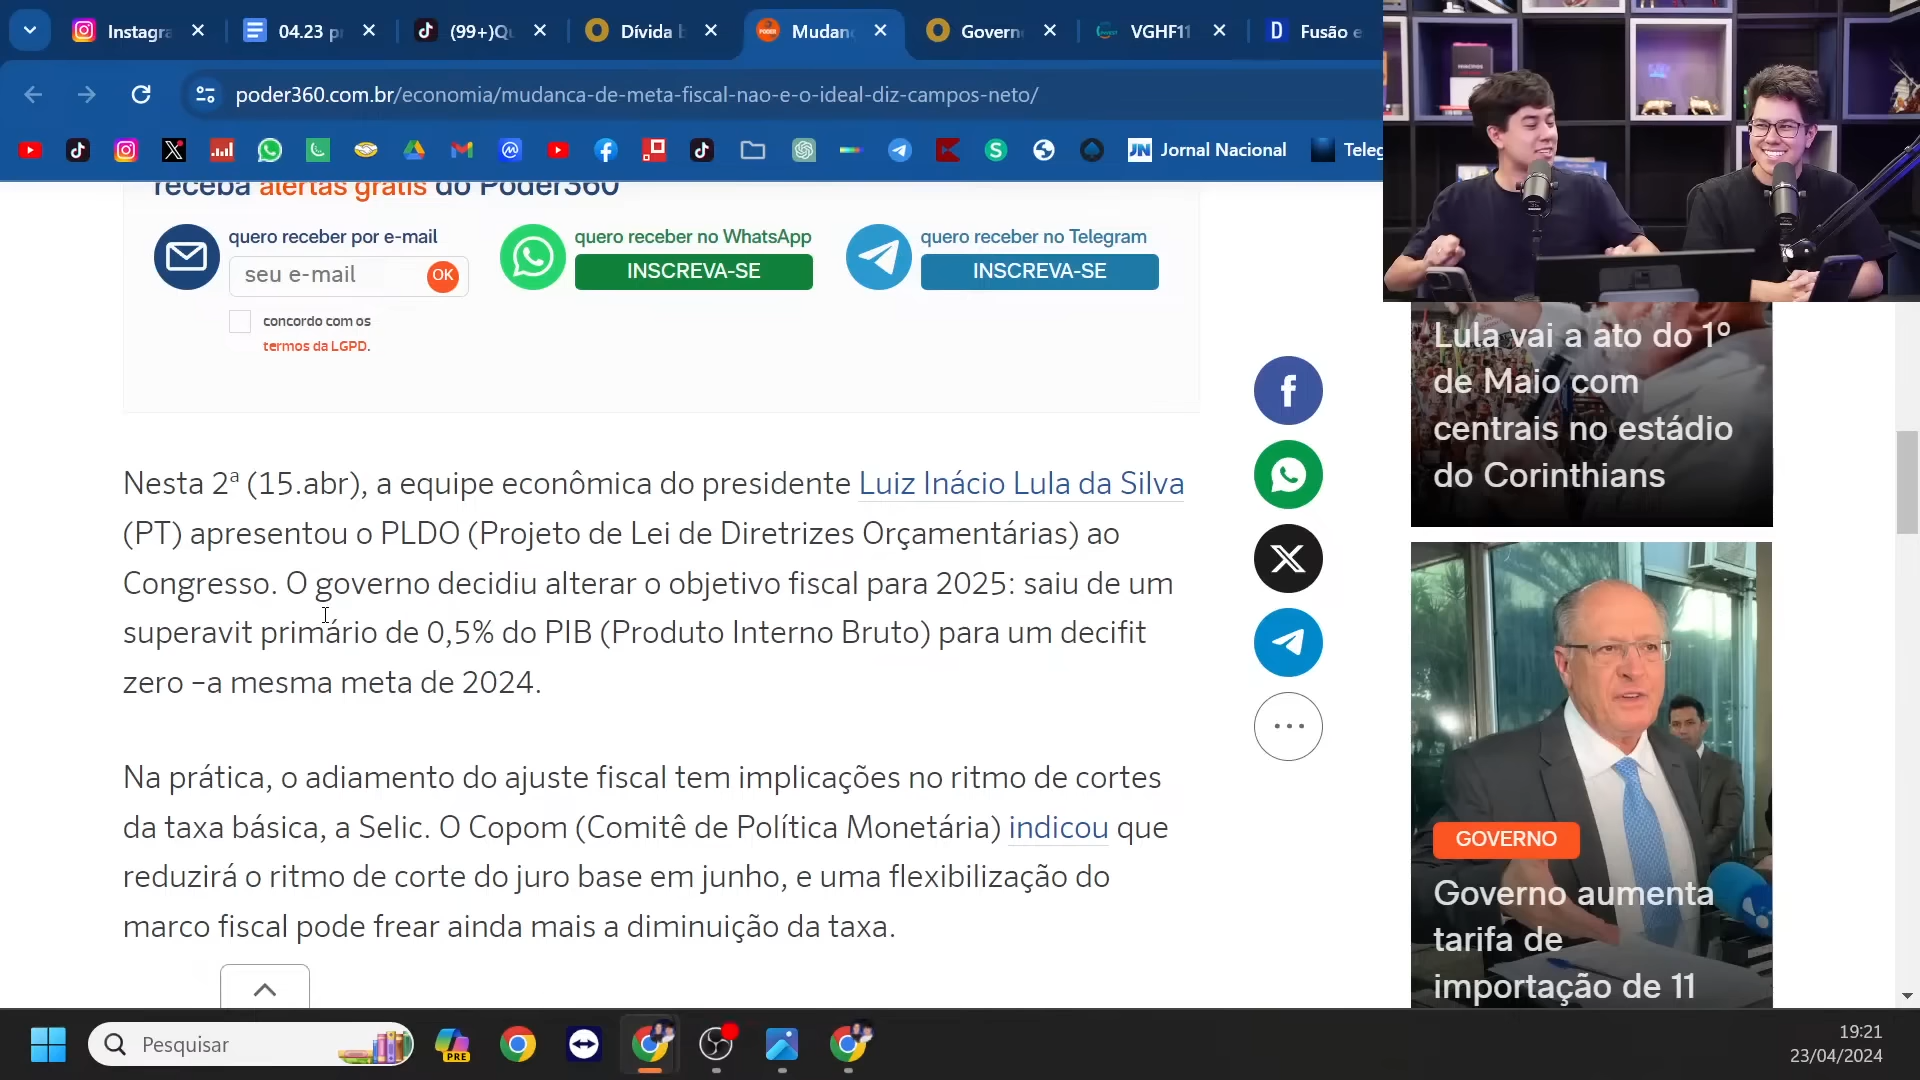 Instagra
04.23 p
(99+)Qu
Dívida b
Mudan
Govern
VGHF11
Fusão e
poder360.com.br/economia/mudanca-de-meta-fiscal-nao-e-o-ideal-diz-campos-neto/
Jornal Nacional
Teleg
receba alertas grátis do Poder360
quero receber por e-mail
seu e-mail
OK
concordo com os
termos da LGPD.
quero receber no WhatsApp
INSCREVA-SE
quero receber no Telegram
INSCREVA-SE
Nesta 2ª (15.abr), a equipe econômica do presidente Luiz Inácio Lula da Silva
(PT) apresentou o PLDO (Projeto de Lei de Diretrizes Orçamentárias) ao
Congresso. O governo decidiu alterar o objetivo fiscal para 2025: saiu de um
superavit primário de 0,5% do PIB (Produto Interno Bruto) para um decifit
zero –a mesma meta de 2024.
Na prática, o adiamento do ajuste fiscal tem implicações no ritmo de cortes
da taxa básica, a Selic. O Copom (Comitê de Política Monetária) indicou que
reduzirá o ritmo de corte do juro base em junho, e uma flexibilização do
marco fiscal pode frear ainda mais a diminuição da taxa.
Lula vai a ato do 1º
de Maio com
centrais no estádio
do Corinthians
GOVERNO
Governo aumenta
tarifa de
importação de 11
Pesquisar
PRE
19:21
23/04/2024